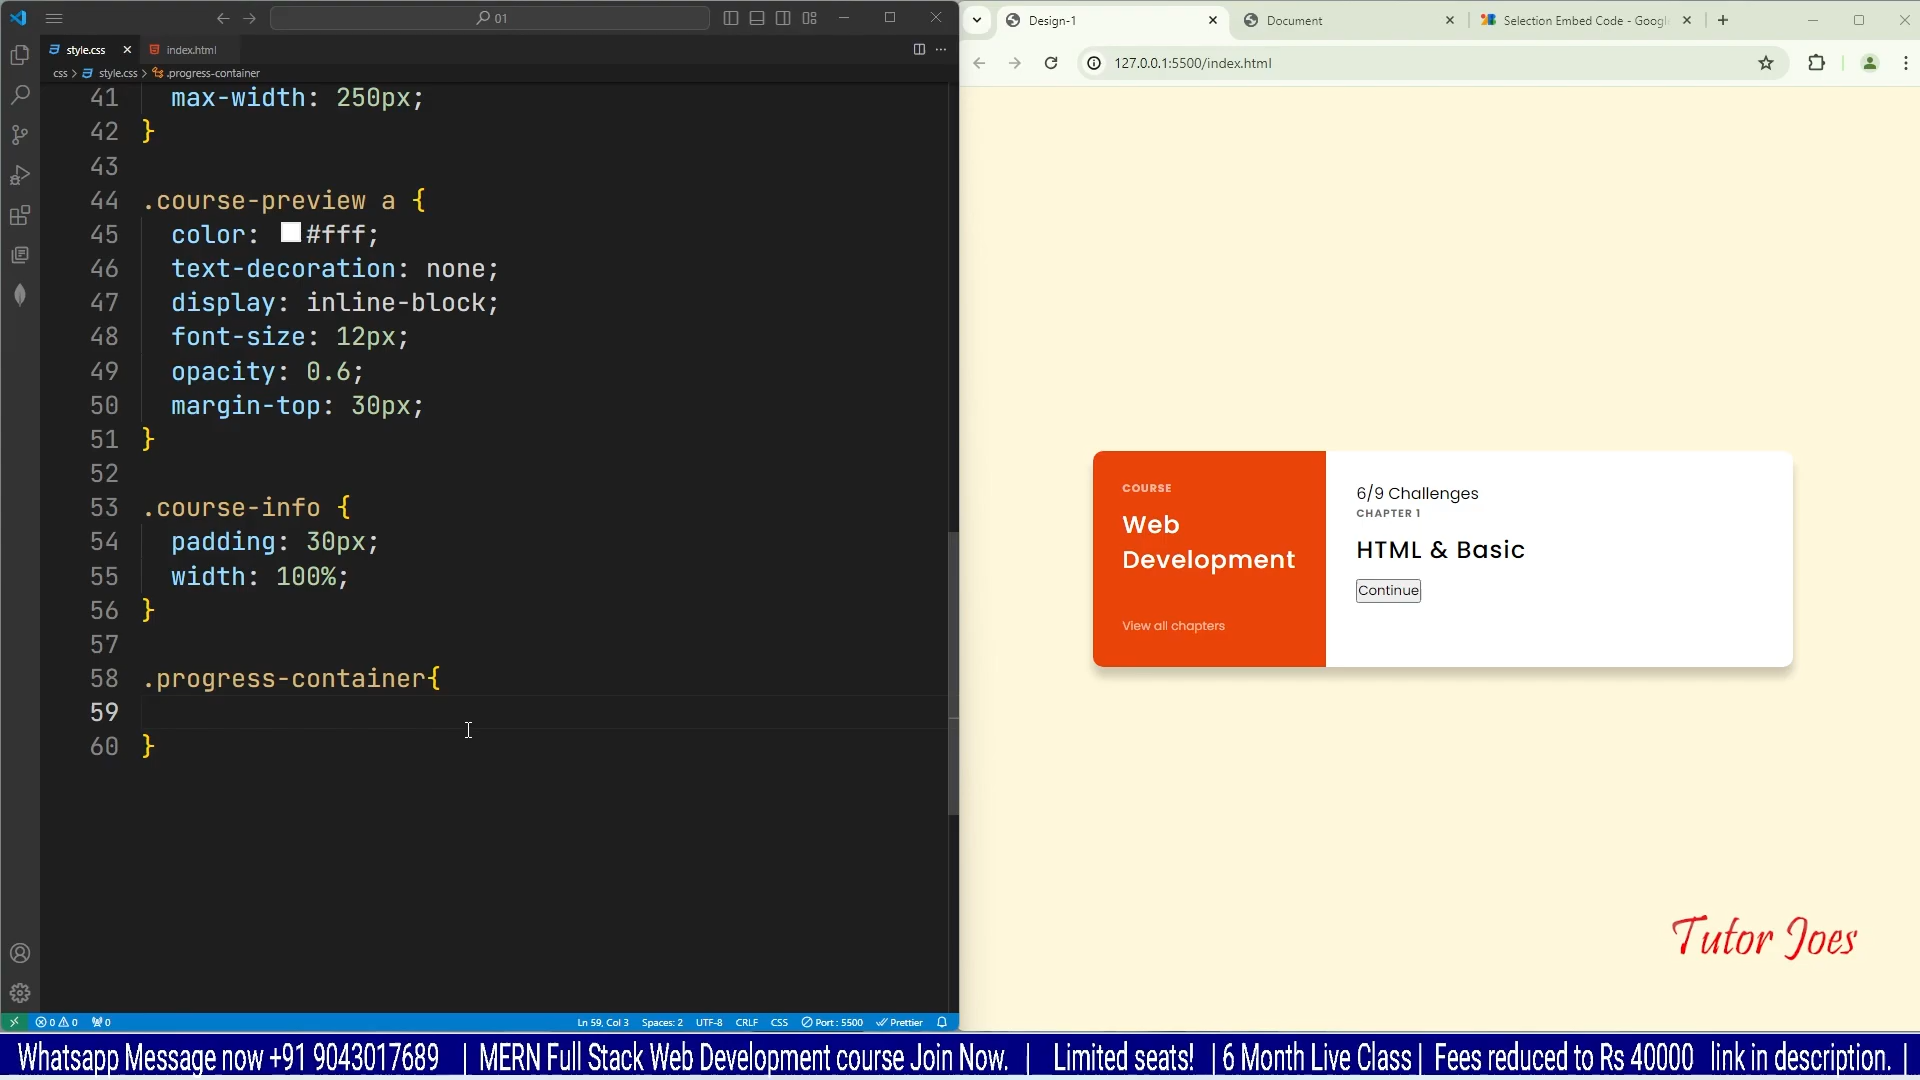 01
style.css
index.html
css > style.css > .progress-container
41 max-width: 250px;
42 }
43
44 .course-preview a {
45 color: #fff;
46 text-decoration: none;
47 display: inline-block;
48 font-size: 12px;
49 opacity: 0.6;
50 margin-top: 30px;
51 }
52
53 .course-info {
54 padding: 30px;
55 width: 100%;
56 }
57
58 .progress-container{
59
60 }
0 0 0
Ln 59, Col 3 Spaces: 2 UTF-8 CRLF CSS Port : 5500 Prettier
Design-1
Document
Selection Embed Code - Googl
127.0.0.1:5500/index.html
COURSE
Web
Development
View all chapters
6/9 Challenges
CHAPTER 1
HTML & Basic
Continue
Tutor Joes
Whatsapp Message now +91 9043017689 | MERN Full Stack Web Development course Join Now. | Limited seats! | 6 Month Live Class | Fees reduced to Rs 40000 link in description. |